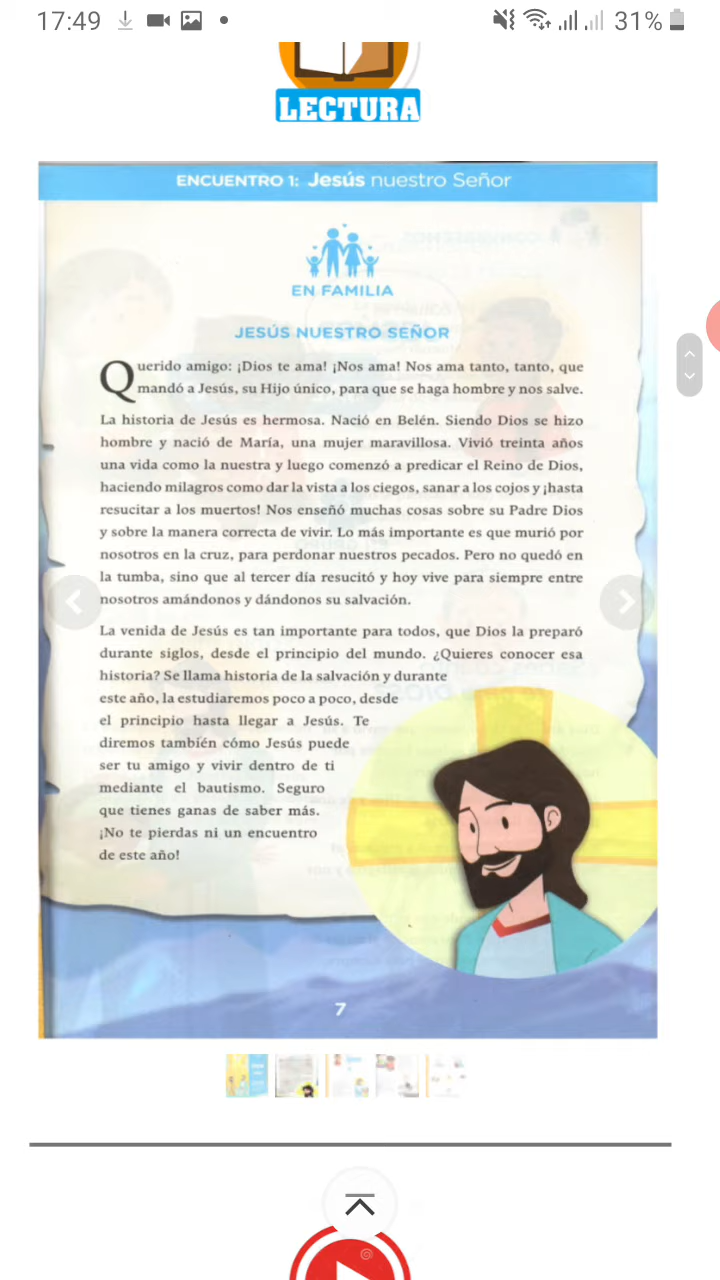 17:49
31%
LECTURA
ENCUENTRO 1: Jesús nuestro Señor
EN FAMILIA
JESÚS NUESTRO SEÑOR
Querido amigo: ¡Dios te ama! ¡Nos ama! Nos ama tanto, tanto, que
mandó a Jesús, su Hijo único, para que se haga hombre y nos salve.
La historia de Jesús es hermosa. Nació en Belén. Siendo Dios se hizo
hombre y nació de María, una mujer maravillosa. Vivió treinta años
una vida como la nuestra y luego comenzó a predicar el Reino de Dios,
haciendo milagros como dar la vista a los ciegos, sanar a los cojos y ¡hasta
resucitar a los muertos! Nos enseñó muchas cosas sobre su Padre Dios
y sobre la manera correcta de vivir. Lo más importante es que murió por
nosotros en la cruz, para perdonar nuestros pecados. Pero no quedó en
la tumba, sino que al tercer día resucitó y hoy vive para siempre entre
nosotros amándonos y dándonos su salvación.
La venida de Jesús es tan importante para todos, que Dios la preparó
durante siglos, desde el principio del mundo. ¿Quieres conocer esa
historia? Se llama historia de la salvación y durante
este año, la estudiaremos poco a poco, desde
el principio hasta llegar a Jesús. Te
diremos también cómo Jesús puede
ser tu amigo y vivir dentro de ti
mediante el bautismo. Seguro
que tienes ganas de saber más.
¡No te pierdas ni un encuentro
de este año!
7